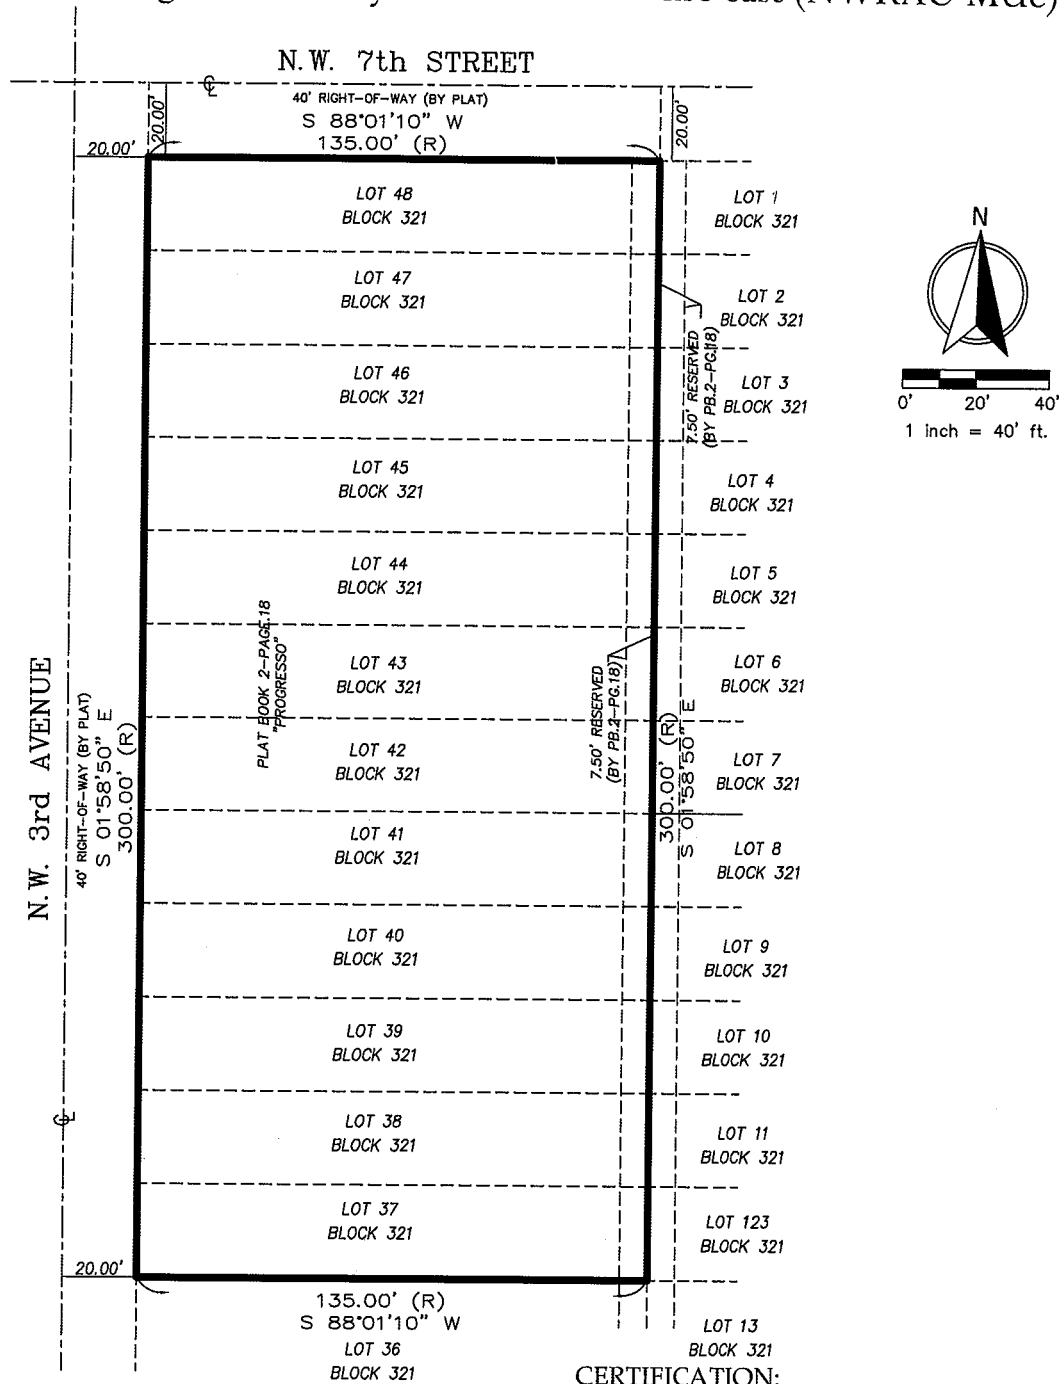 east (NWRAC-MUe)
N.W. 7th STREET
℄
40' RIGHT-OF-WAY (BY PLAT)
S 88°01'10" W
135.00' (R)
20.00'
20.00'
20.00'
LOT 48
BLOCK 321
LOT 1
BLOCK 321
N
LOT 47
BLOCK 321
LOT 2
BLOCK 321
7.50' RESERVED
(BY PB.2-PG.18)
LOT 46
BLOCK 321
LOT 3
BLOCK 321
0' 20' 40'
1 inch = 40' ft.
LOT 45
BLOCK 321
LOT 4
BLOCK 321
LOT 44
BLOCK 321
LOT 5
BLOCK 321
PLAT BOOK 2-PAGE.18
"PROGRESSO"
LOT 43
BLOCK 321
LOT 6
BLOCK 321
7.50' RESERVED
(BY PB.2-PG.18)
N.W. 3rd AVENUE
40' RIGHT-OF-WAY (BY PLAT)
S 01°58'50" E
300.00' (R)
300.00' (R)
S 01°58'50" E
LOT 42
BLOCK 321
LOT 7
BLOCK 321
LOT 41
BLOCK 321
LOT 8
BLOCK 321
LOT 40
BLOCK 321
LOT 9
BLOCK 321
LOT 39
BLOCK 321
LOT 10
BLOCK 321
℄
LOT 38
BLOCK 321
LOT 11
BLOCK 321
LOT 37
BLOCK 321
LOT 123
BLOCK 321
20.00'
135.00' (R)
S 88°01'10" W
LOT 36
BLOCK 321
LOT 13
BLOCK 321
CERTIFICATION: